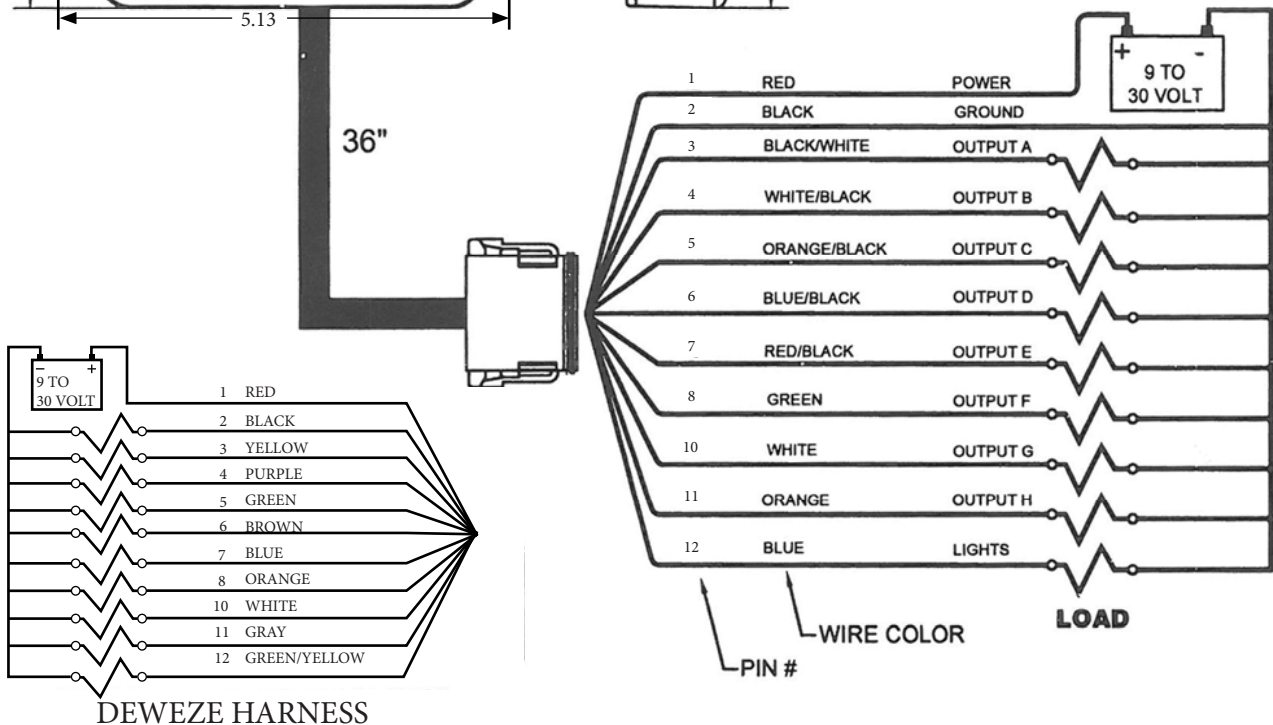 5.13
36"
+ -
9 TO
30 VOLT
1 RED POWER
2 BLACK GROUND
3 BLACK/WHITE OUTPUT A
4 WHITE/BLACK OUTPUT B
5 ORANGE/BLACK OUTPUT C
6 BLUE/BLACK OUTPUT D
7 RED/BLACK OUTPUT E
8 GREEN OUTPUT F
10 WHITE OUTPUT G
11 ORANGE OUTPUT H
12 BLUE LIGHTS
LOAD
WIRE COLOR
PIN #
- +
9 TO
30 VOLT
1 RED
2 BLACK
3 YELLOW
4 PURPLE
5 GREEN
6 BROWN
7 BLUE
8 ORANGE
10 WHITE
11 GRAY
12 GREEN/YELLOW
DEWEZE HARNESS